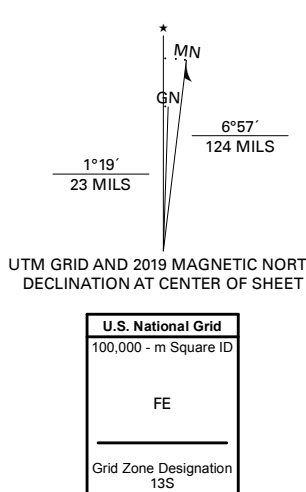 ★
MN
GN
6°57´
124 MILS
1°19´
23 MILS
UTM GRID AND 2019 MAGNETIC NORT
DECLINATION AT CENTER OF SHEET
U.S. National Grid
100,000 - m Square ID
FE
Grid Zone Designation
13S